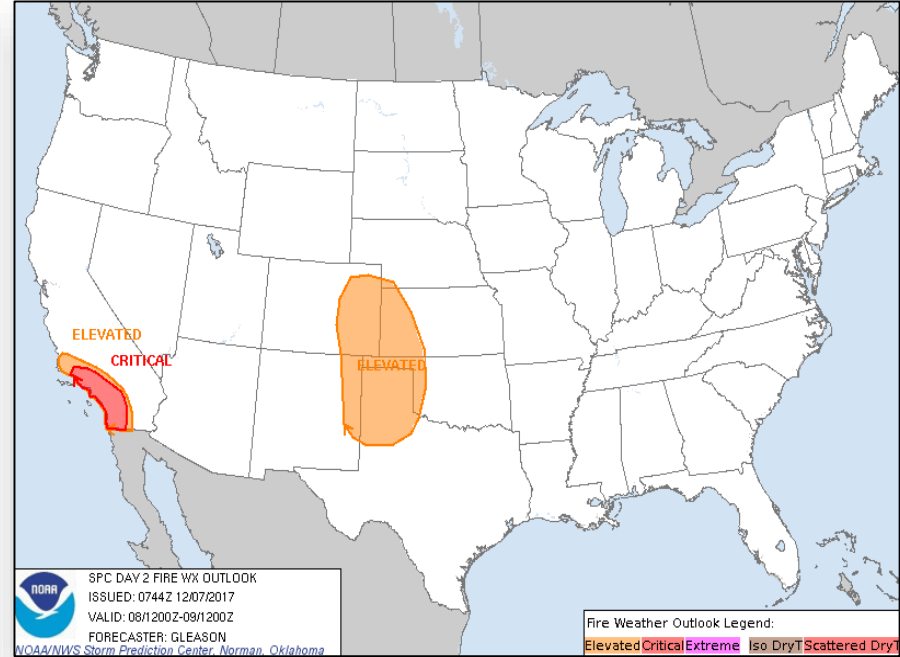 ELEVATED
CRITICAL
ELEVATED
NOAA
SPC DAY 2 FIRE WX OUTLOOK
ISSUED: 0744Z 12/07/2017
VALID: 08/1200Z-09/1200Z
FORECASTER: GLEASON
NOAA/NWS Storm Prediction Center, Norman, Oklahoma
Fire Weather Outlook Legend:
Elevated Critical Extreme Iso DryT Scattered DryT